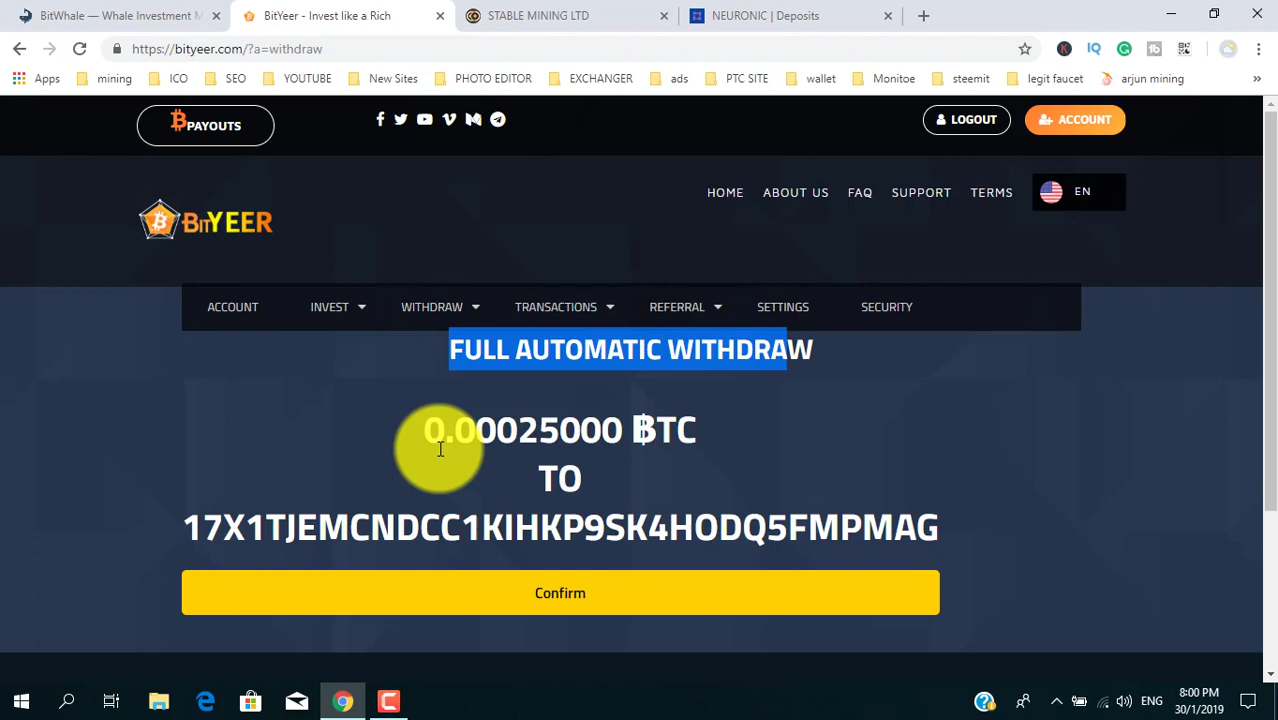 BitWhale — Whale Investment M
BitYeer - Invest like a Rich
STABLE MINING LTD
NEURONIC | Deposits
https://bityeer.com/?a=withdraw
Apps mining ICO SEO YOUTUBE New Sites PHOTO EDITOR EXCHANGER ads PTC SITE wallet Monitoe steemit legit faucet arjun mining »
PAYOUTS
LOGOUT
ACCOUNT
BitYEER
HOME ABOUT US FAQ SUPPORT TERMS EN
ACCOUNT INVEST WITHDRAW TRANSACTIONS REFERRAL SETTINGS SECURITY
FULL AUTOMATIC WITHDRAW
0.00025000 ฿TC
TO
17X1TJEMCNDCC1KIHKP9SK4HODQ5FMPMAG
Confirm
ENG
8:00 PM
30/1/2019